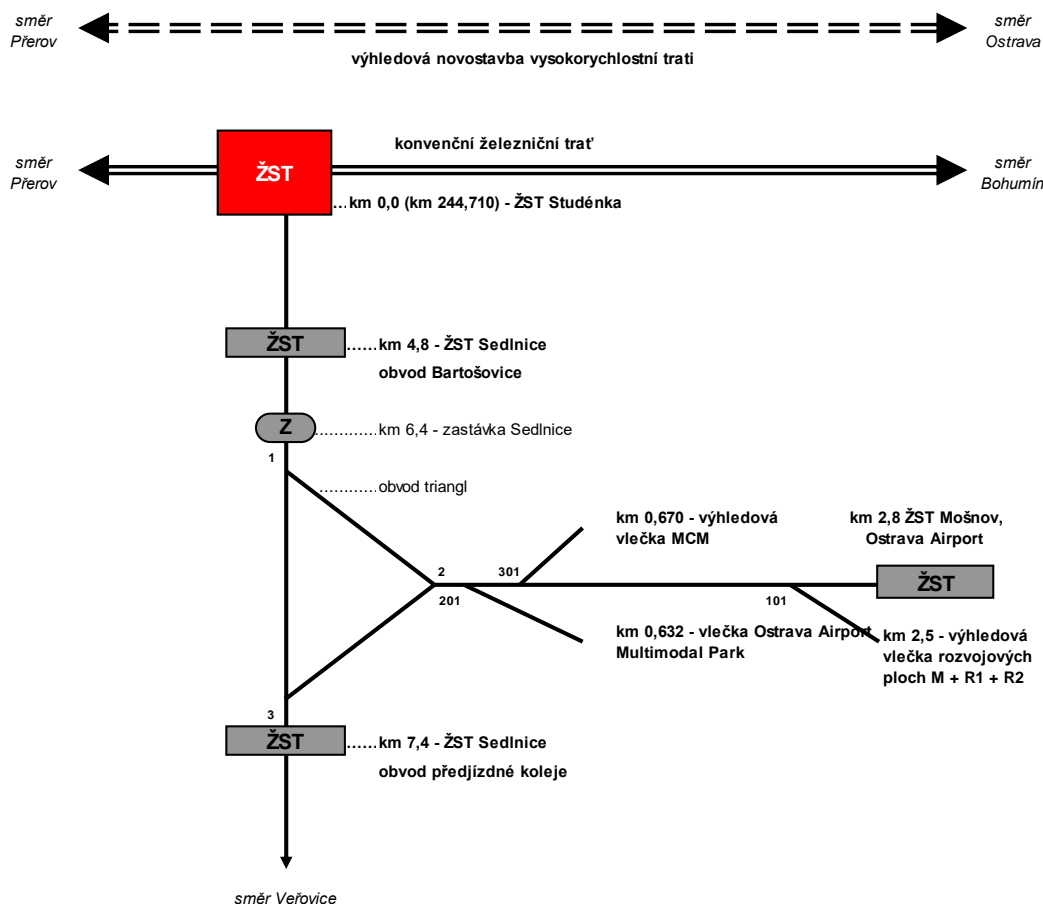 směr
Přerov
směr
Ostrava
výhledová novostavba vysokorychlostní trati
konvenční železniční trať
směr
Přerov
ŽST
směr
Bohumín
km 0,0 (km 244,710) - ŽST Studénka
ŽST
km 4,8 - ŽST Sedlnice
obvod Bartošovice
Z
km 6,4 - zastávka Sedlnice
1
obvod triangl
km 0,670 - výhledová
vlečka MCM
km 2,8 ŽST Mošnov,
Ostrava Airport
2
301
ŽST
201
101
km 0,632 - vlečka Ostrava Airport
Multimodal Park
km 2,5 - výhledová
vlečka rozvojových
ploch M + R1 + R2
3
ŽST
km 7,4 - ŽST Sedlnice
obvod předjízdné koleje
směr Veřovice